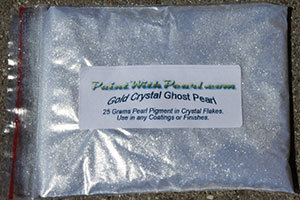 PaintWithPearl.com
Gold Crystal Ghost Pearl
25 Grams Pearl Pigment in Crystal Flakes.
Use in any Coatings or Finishes.